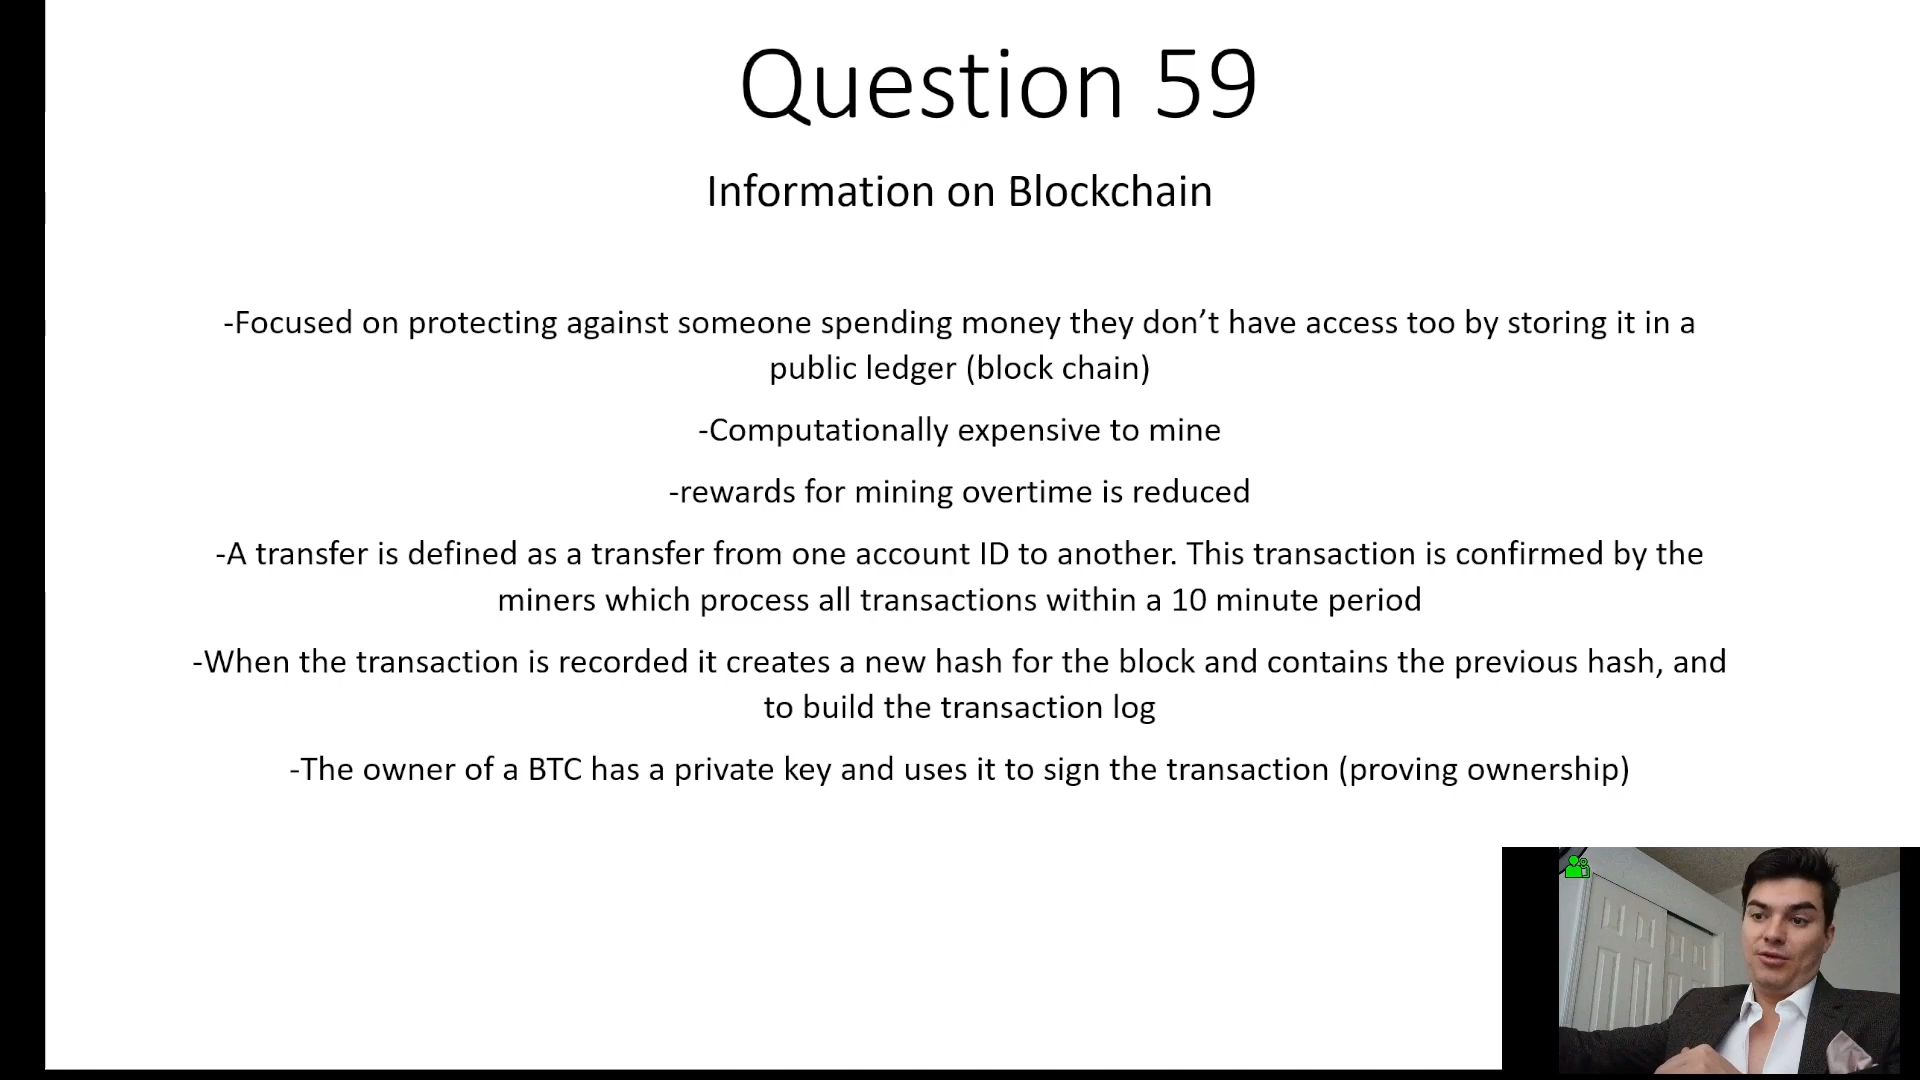 Question 59
Information on Blockchain
-Focused on protecting against someone spending money they don’t have access too by storing it in a
public ledger (block chain)
-Computationally expensive to mine
-rewards for mining overtime is reduced
-A transfer is defined as a transfer from one account ID to another. This transaction is confirmed by the
miners which process all transactions within a 10 minute period
-When the transaction is recorded it creates a new hash for the block and contains the previous hash, and
to build the transaction log
-The owner of a BTC has a private key and uses it to sign the transaction (proving ownership)